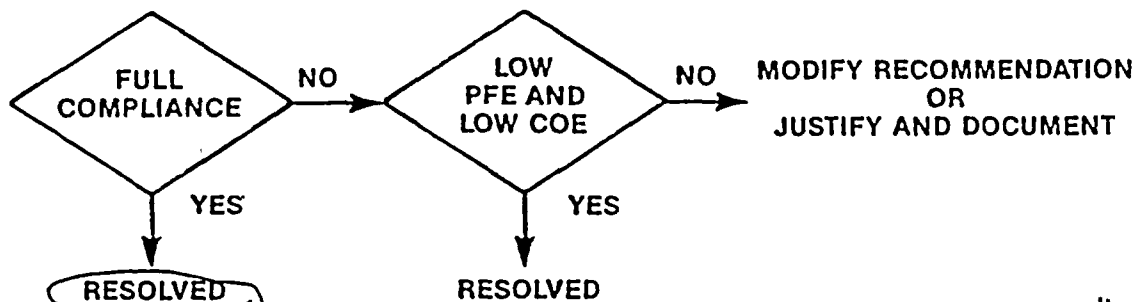 FULL
COMPLIANCE
NO
LOW
PFE AND
LOW COE
NO
MODIFY RECOMMENDATION
OR
JUSTIFY AND DOCUMENT
YES
YES
RESOLVED
RESOLVED